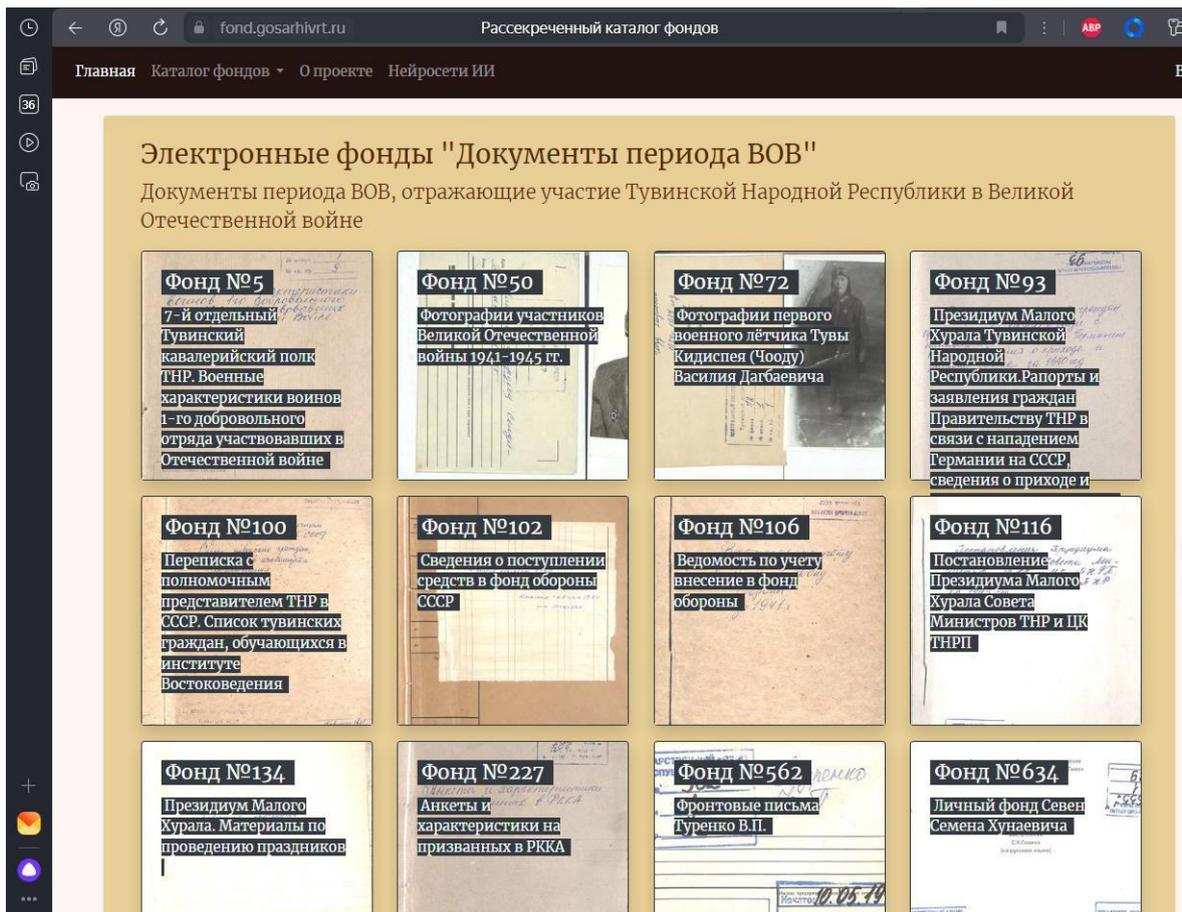 fond.gosarhivrt.ru Рассекреченный каталог фондов ABP
Главная Каталог фондов О проекте Нейросети ИИ В
36
Электронные фонды "Документы периода ВОВ"
Документы периода ВОВ, отражающие участие Тувинской Народной Республики в Великой
Отечественной войне
Фонд №5
7-й отдельный
Тувинский
кавалерийский полк
ТНР. Военные
характеристики воинов
1-го добровольного
отряда участвовавших в
Отечественной войне
Фонд №50
Фотографии участников
Великой Отечественной
войны 1941-1945 гг.
Фонд №72
Фотографии первого
военного лётчика Тувы
Кидиспея (Чооду)
Василия Дагбаевича
Фонд №93
Президиум Малого
Хурала Тувинской
Народной
Республики.Рапорты и
заявления граждан
Правительству ТНР в
связи с нападением
Германии на СССР,
сведения о приходе и
Фонд №100
Переписка с
полномочным
представителем ТНР в
СССР. Список тувинских
граждан, обучающихся в
институте
Востоковедения
Фонд №102
Сведения о поступлении
средств в фонд обороны
СССР
Фонд №106
Ведомость по учету
внесение в фонд
обороны
1941г.
Фонд №116
Постановление
Президиума Малого
Хурала Совета
Министров ТНР и ЦК
ТНРП
Фонд №134
Президиум Малого
Хурала. Материалы по
проведению праздников
Фонд №227
Анкеты и
характеристики на
призванных в РККА
Фонд №562
Фронтовые письма
Туренко В.П.
10.05.19
Фонд №634
Личный фонд Севен
Семена Хунаевича